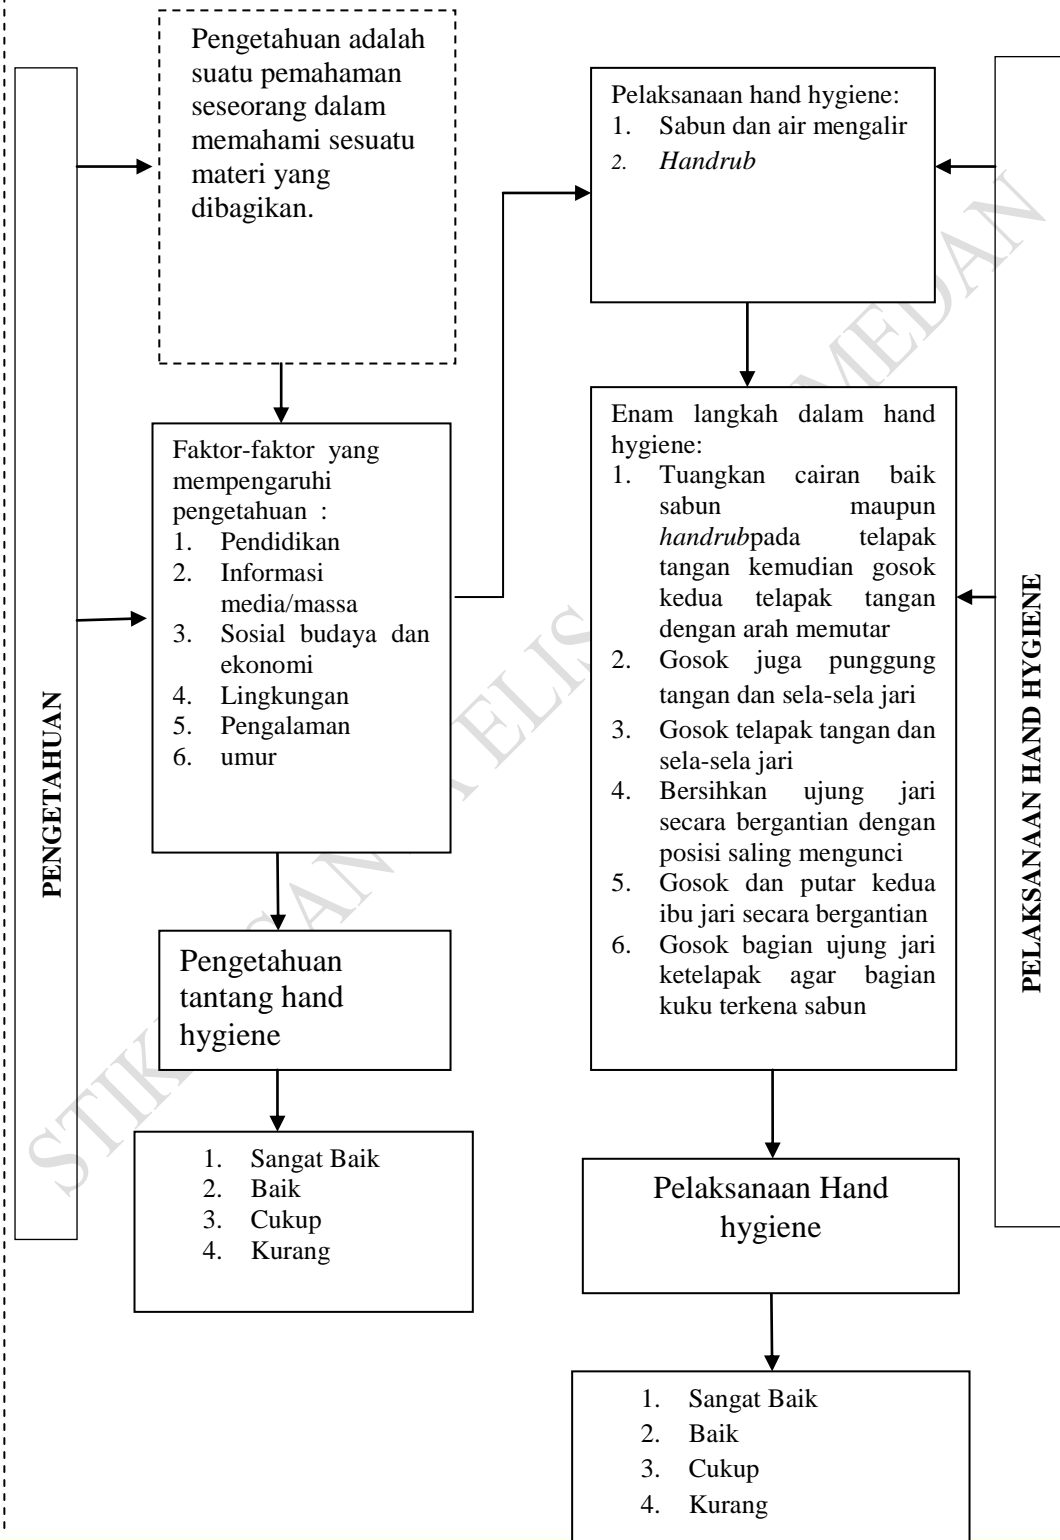 PENGETAHUAN
Pengetahuan adalah
suatu pemahaman
seseorang dalam
memahami sesuatu
materi yang
dibagikan.
Faktor-faktor yang
mempengaruhi
pengetahuan :
1. Pendidikan
2. Informasi
media/massa
3. Sosial budaya dan
ekonomi
4. Lingkungan
5. Pengalaman
6. umur
Pengetahuan
tantang hand
hygiene
1. Sangat Baik
2. Baik
3. Cukup
4. Kurang
Pelaksanaan hand hygiene:
1. Sabun dan air mengalir
2. Handrub
Enam langkah dalam hand
hygiene:
1. Tuangkan cairan baik
sabun maupun
handrubpada telapak
tangan kemudian gosok
kedua telapak tangan
dengan arah memutar
2. Gosok juga punggung
tangan dan sela-sela jari
3. Gosok telapak tangan dan
sela-sela jari
4. Bersihkan ujung jari
secara bergantian dengan
posisi saling mengunci
5. Gosok dan putar kedua
ibu jari secara bergantian
6. Gosok bagian ujung jari
ketelapak agar bagian
kuku terkena sabun
Pelaksanaan Hand
hygiene
1. Sangat Baik
2. Baik
3. Cukup
4. Kurang
PELAKSANAAN HAND HYGIENE
MEDAN